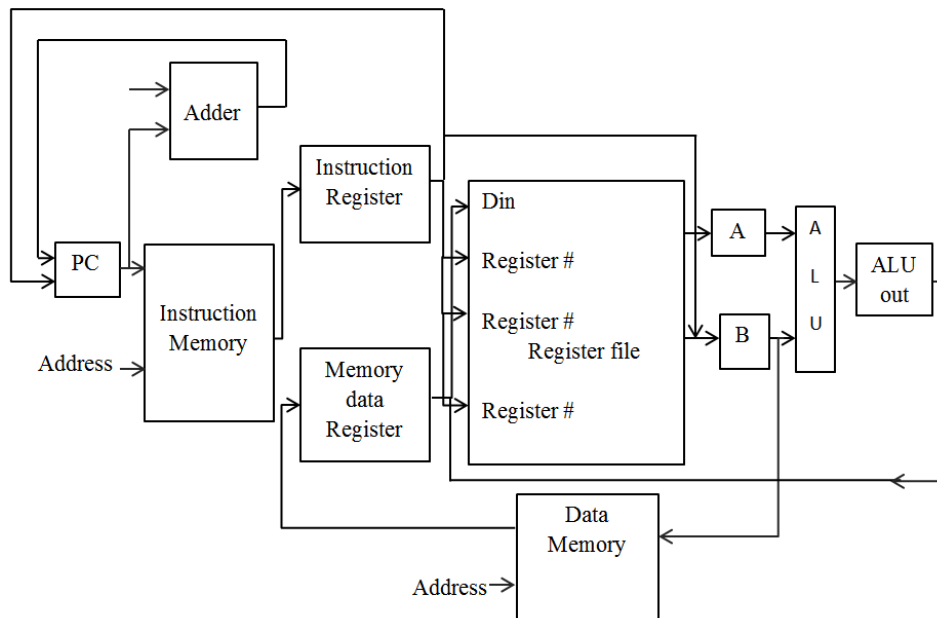 Adder
Instruction
Register
Din
PC
A
A
L
U
ALU
out
Register #
Instruction
Memory
Register #
Register file
B
Address
Memory
data
Register
Register #
Data
Memory
Address